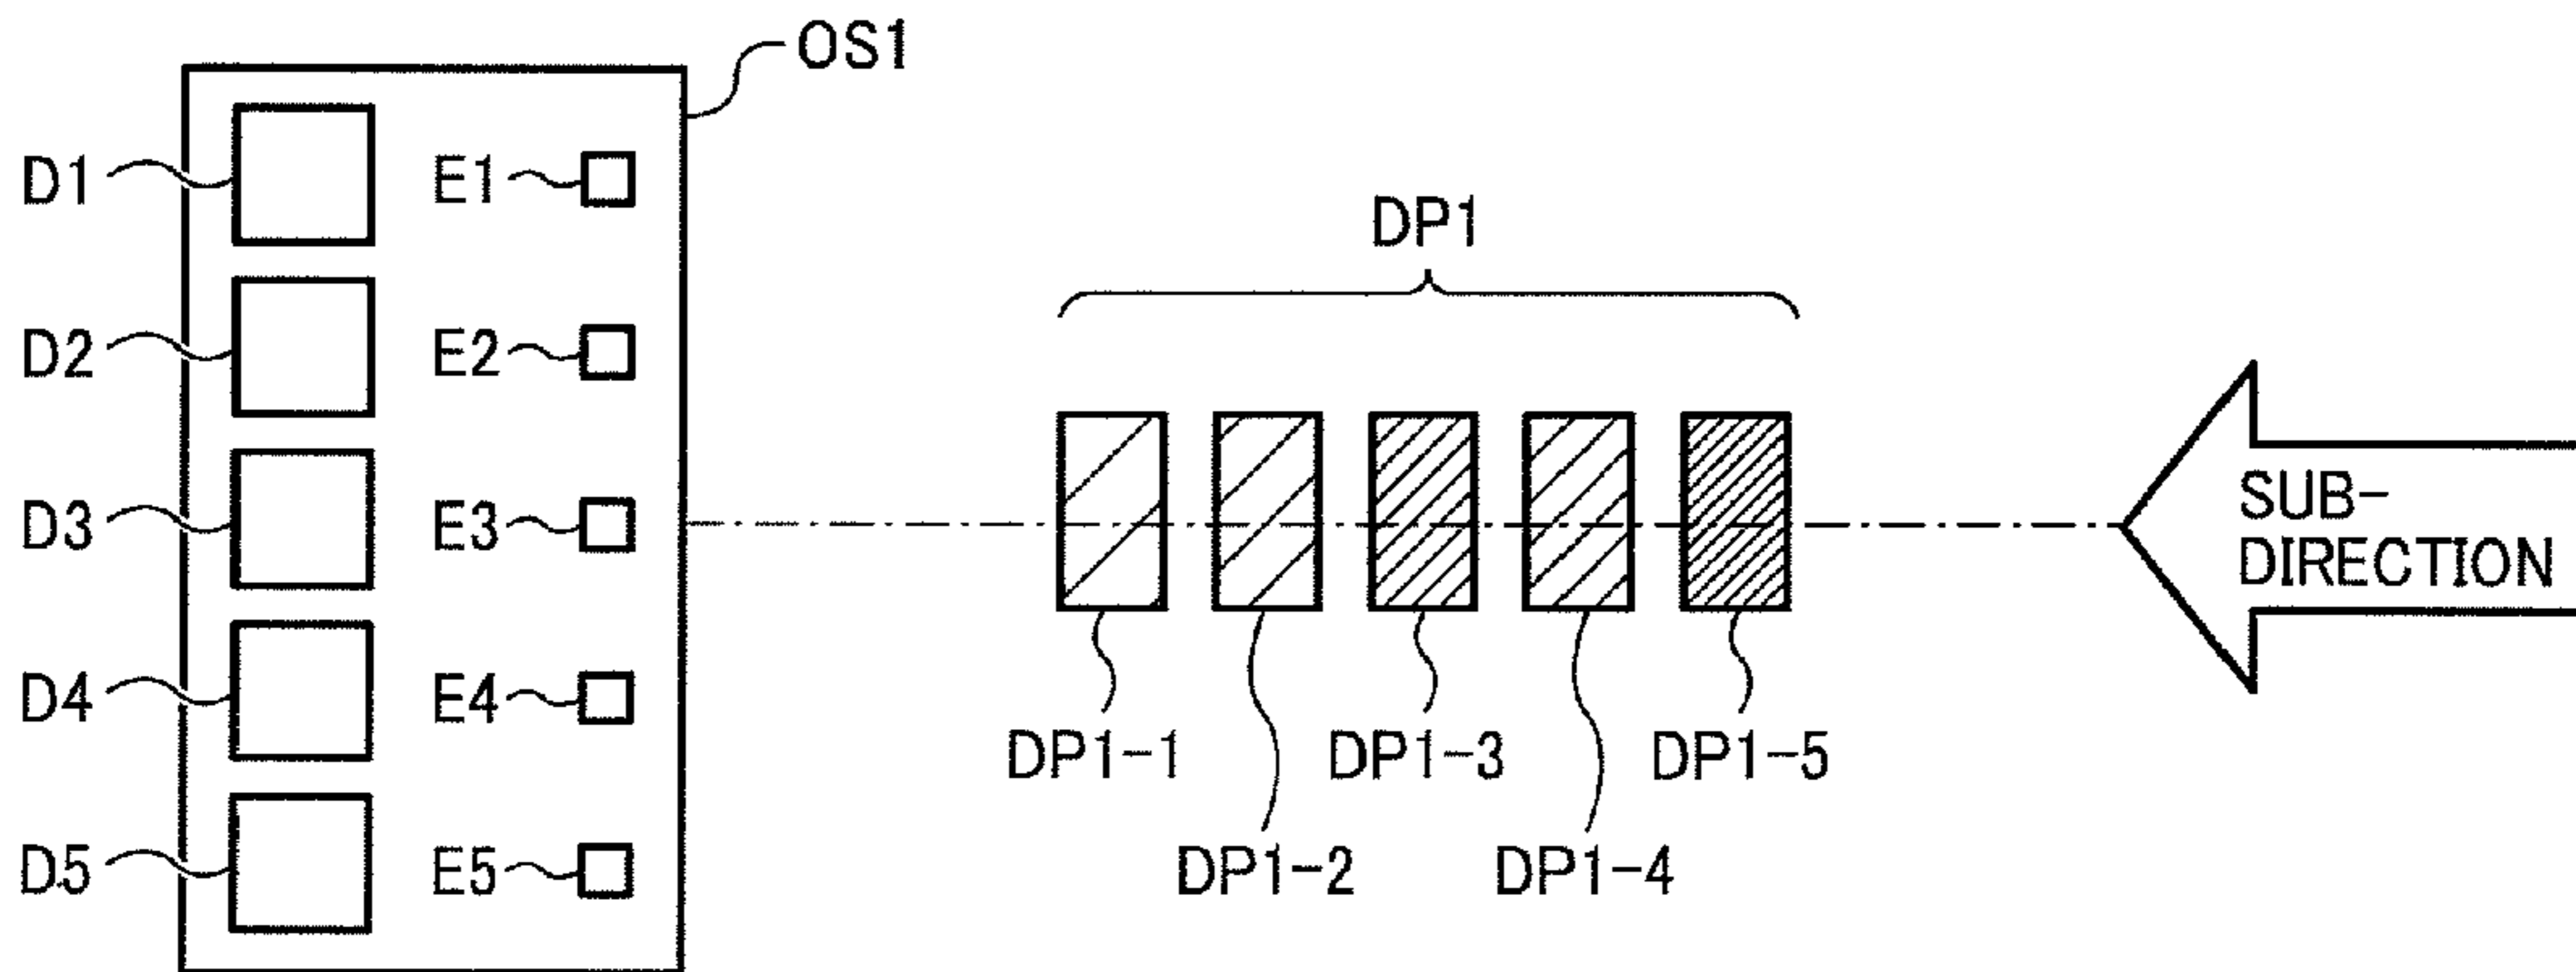 OS1
D1
E1
D2
E2
D3
E3
D4
E4
D5
E5
DP1
DP1-1
DP1-2
DP1-3
DP1-4
DP1-5
SUB-
DIRECTION